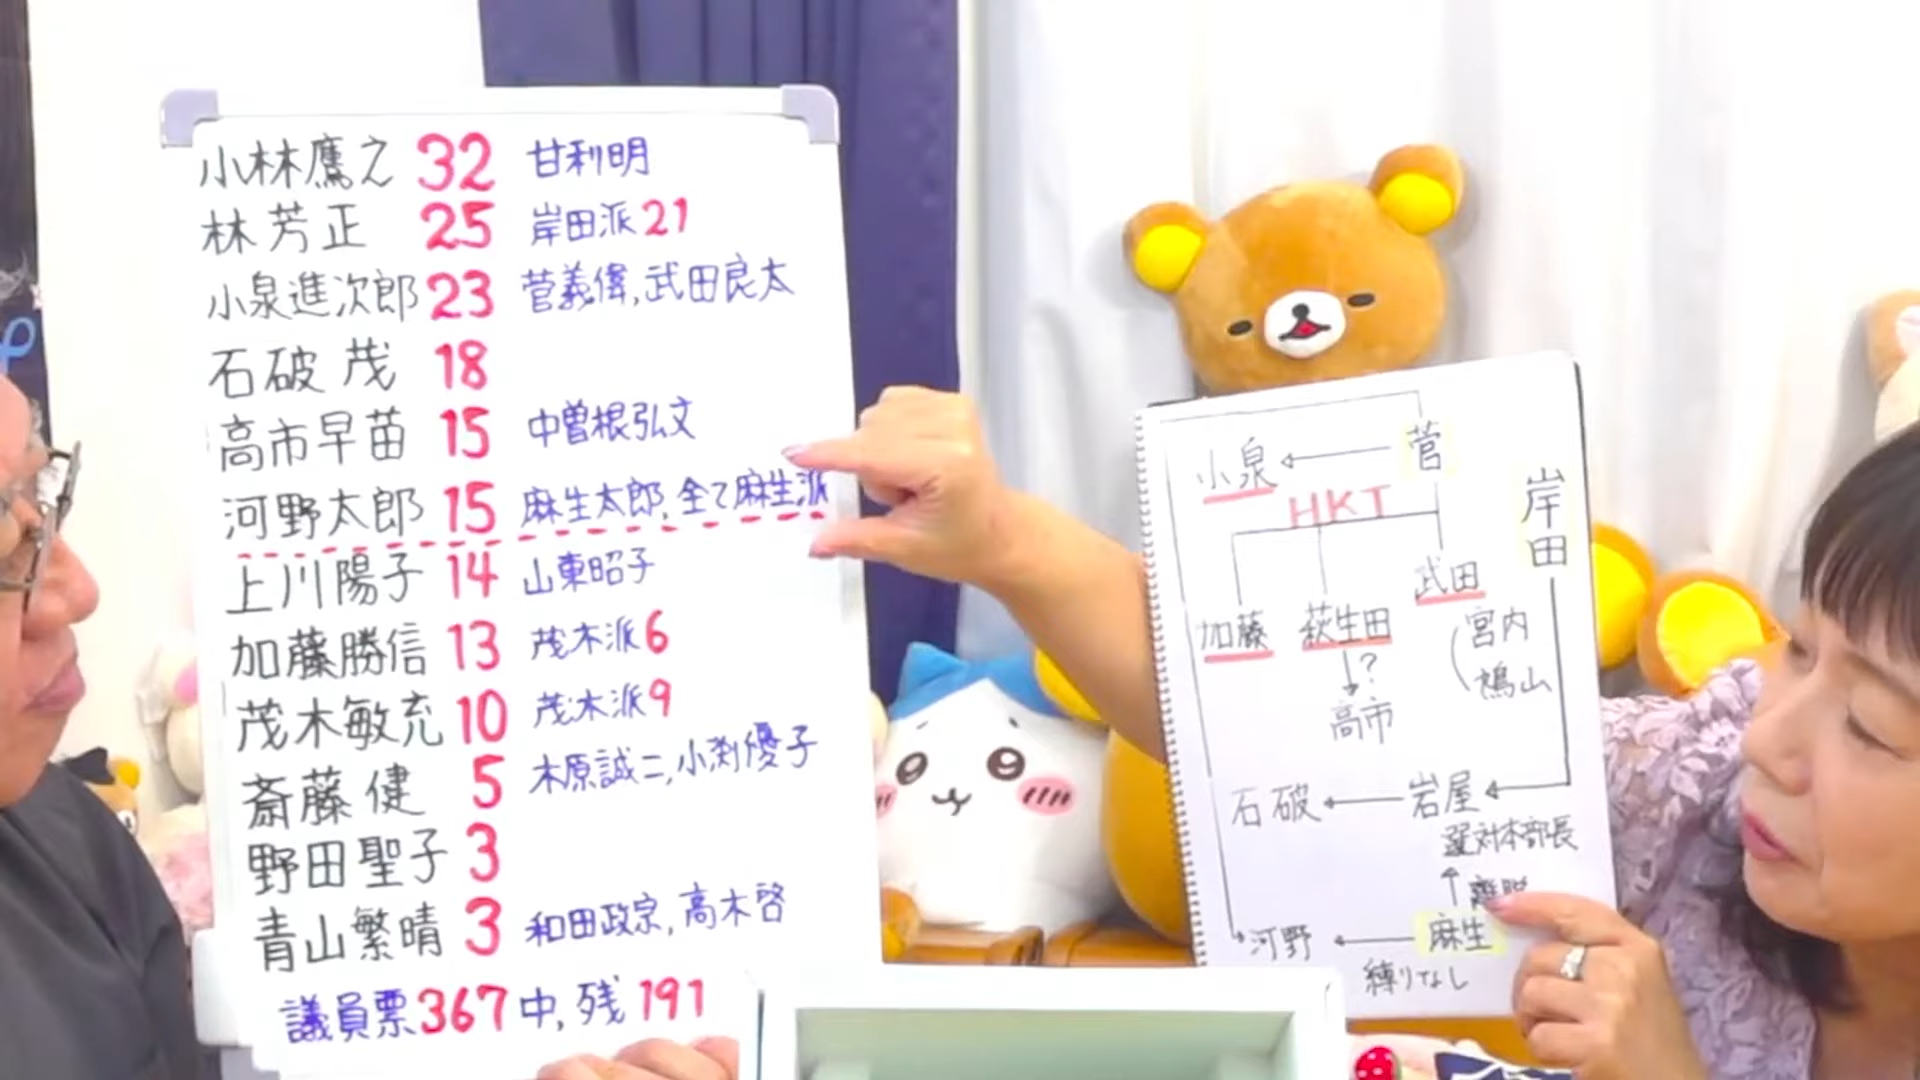 小林鷹之 32 甘利明
林芳正 25 岸田派21
小泉進次郎 23 菅義偉,武田良太
石破茂 18
高市早苗 15 中曽根弘文
河野太郎 15 麻生太郎,全て麻生派
上川陽子 14 山東昭子
加藤勝信 13 茂木派6
茂木敏充 10 茂木派9
斎藤健 5 木原誠二,小渕優子
野田聖子 3
青山繁晴 3 和田政宗,高木啓
議員票367中,残191
小泉 菅
HKT
岸田
加藤 萩生田 武田
宮内
鳩山
?
高市
石破 岩屋
選対本部長
離脱
河野 麻生
縛りなし